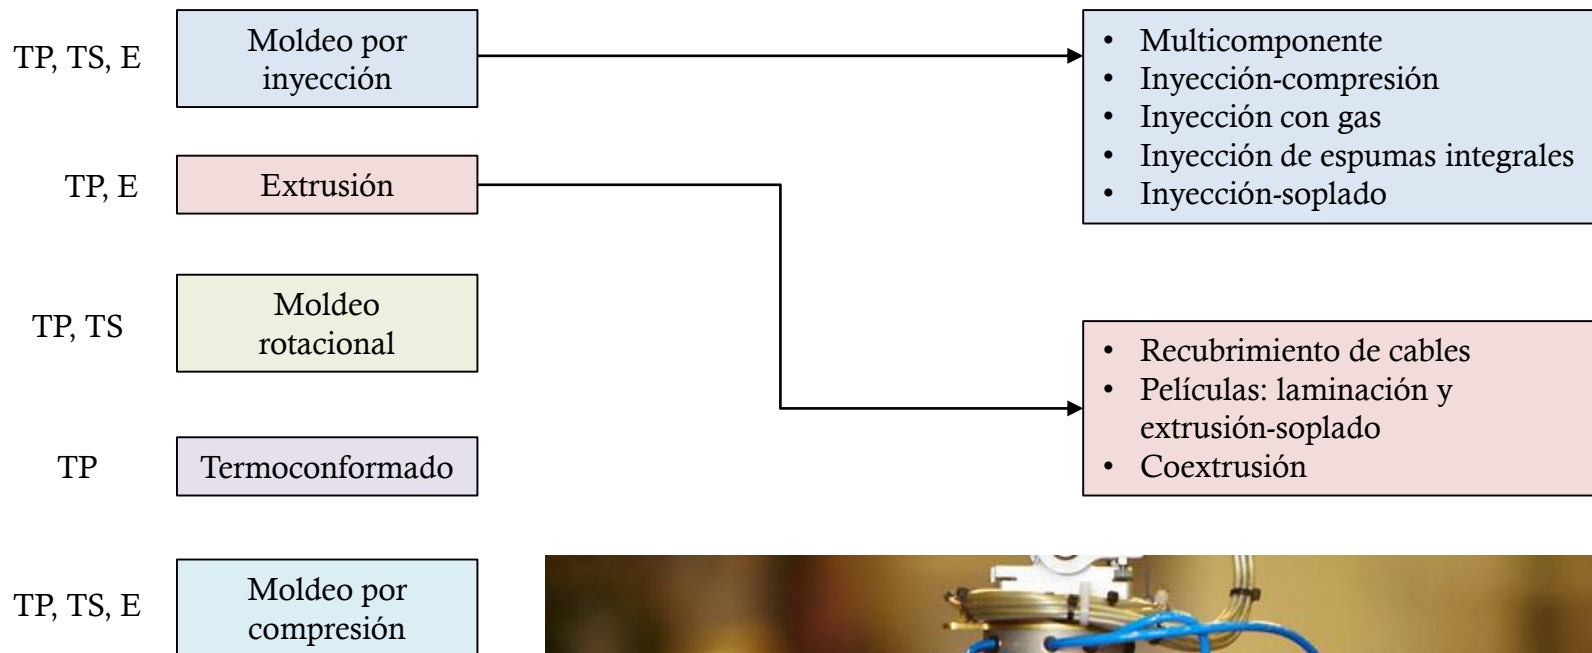 TP, TS, E
Moldeo por
inyección
• Multicomponente
• Inyección-compresión
• Inyección con gas
• Inyección de espumas integrales
• Inyección-soplado
TP, E
Extrusión
TP, TS
Moldeo
rotacional
• Recubrimiento de cables
• Películas: laminación y
extrusión-soplado
• Coextrusión
TP
Termoconformado
TP, TS, E
Moldeo por
compresión